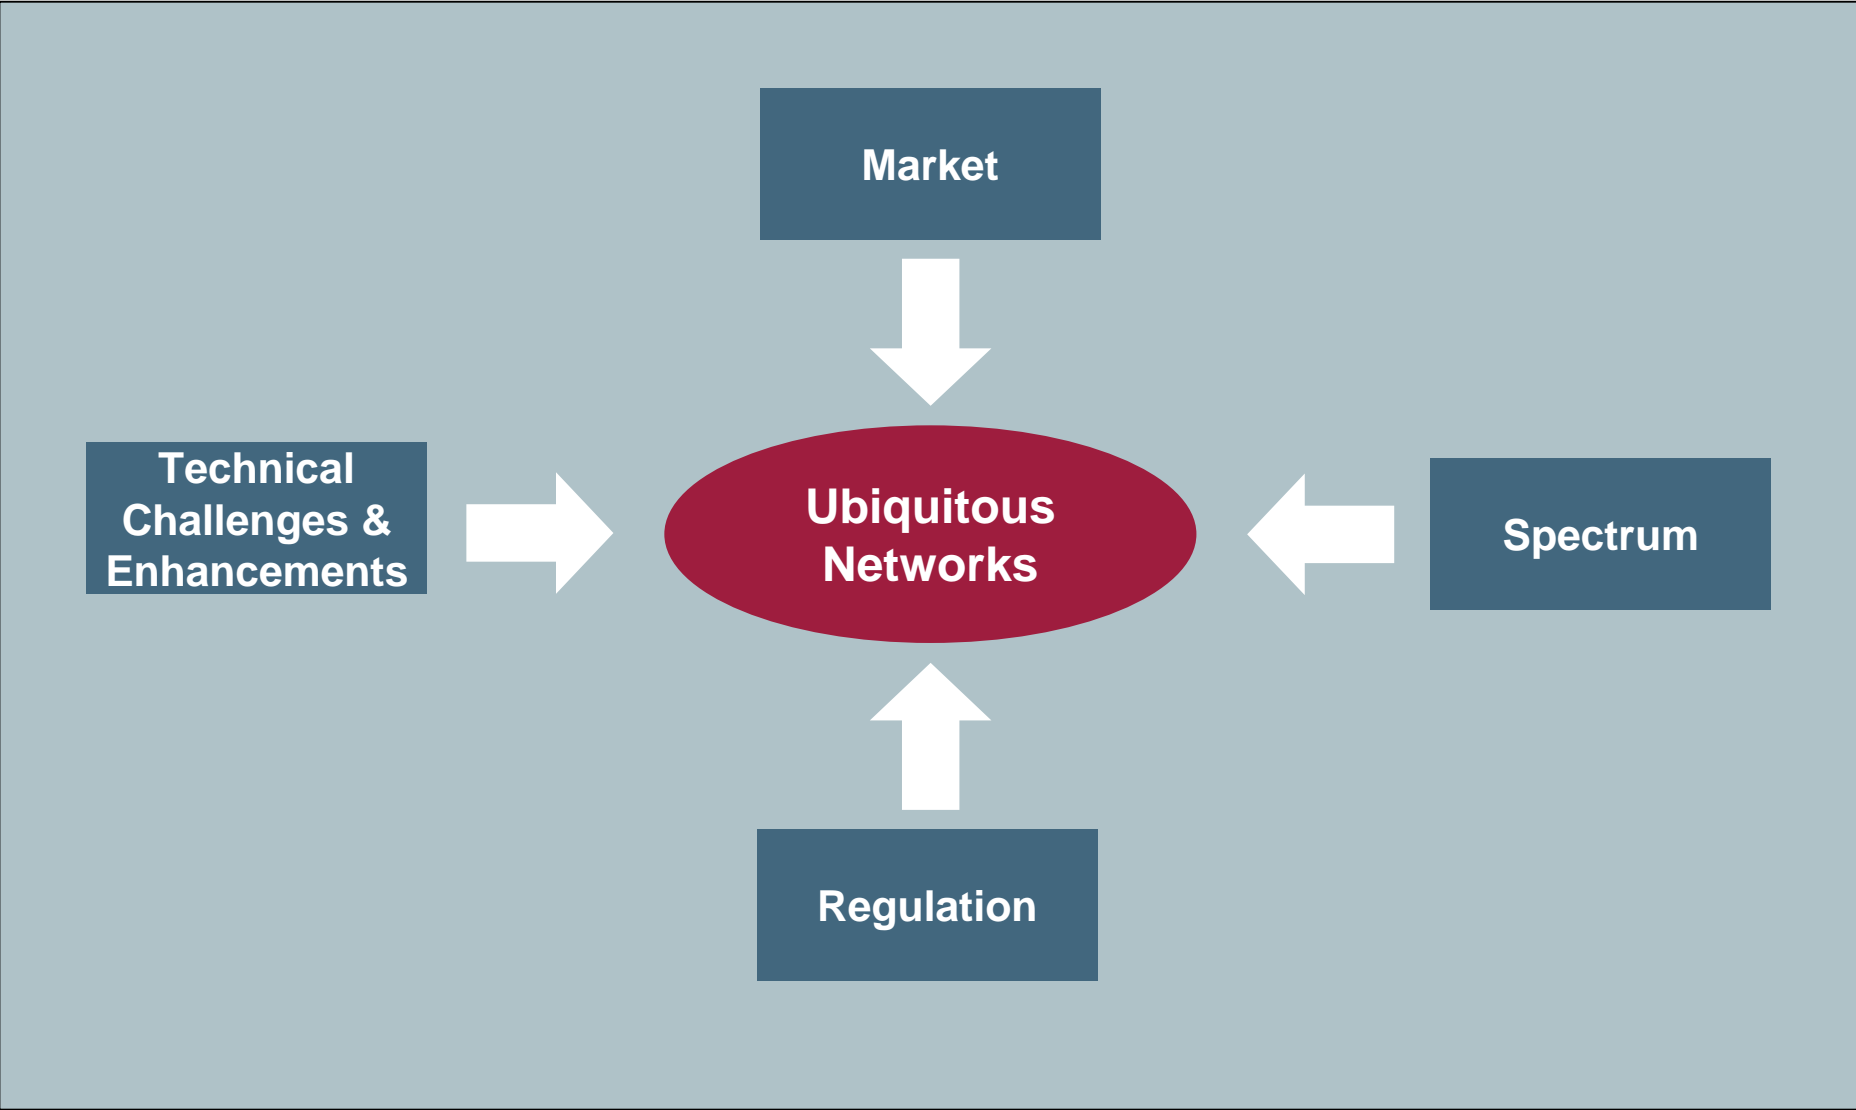 Market
Technical
Challenges &
Enhancements
Ubiquitous
Networks
Spectrum
Regulation